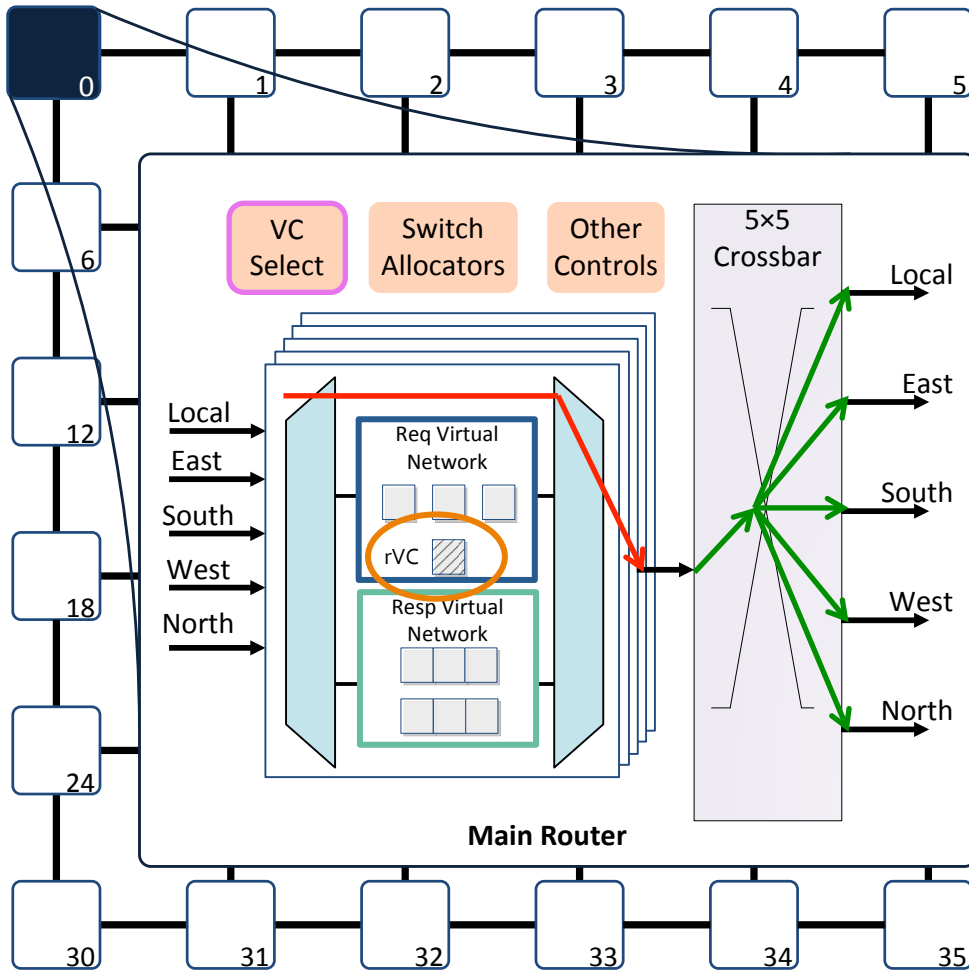 0
1
2
3
4
5
6
12
18
24
30
31
32
33
34
35
VC
Select
Switch
Allocators
Other
Controls
5×5
Crossbar
Local
East
South
West
North
Req Virtual
Network
rVC
Resp Virtual
Network
Local
East
South
West
North
Main Router